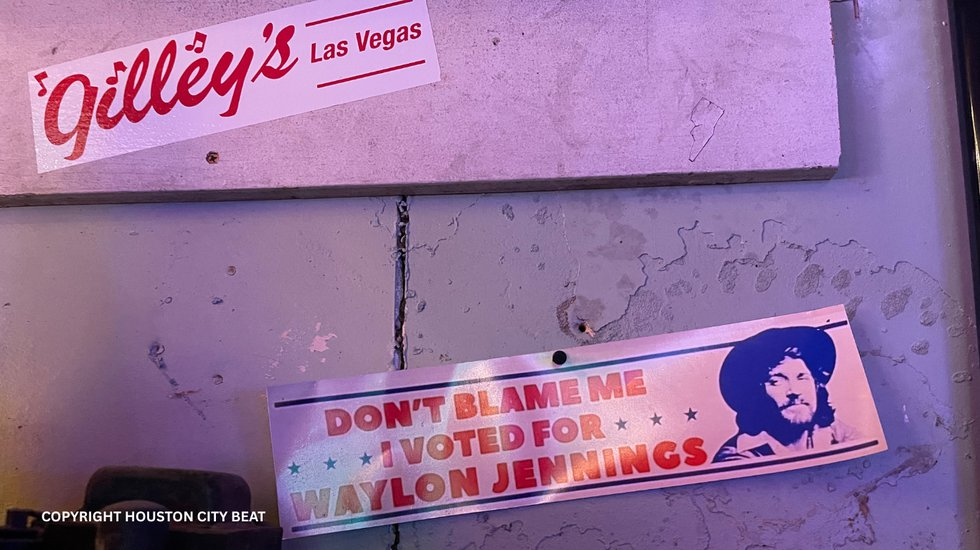 Gilley's
Las Vegas
DON'T BLAME ME
I VOTED FOR
WAYLON JENNINGS
COPYRIGHT HOUSTON CITY BEAT